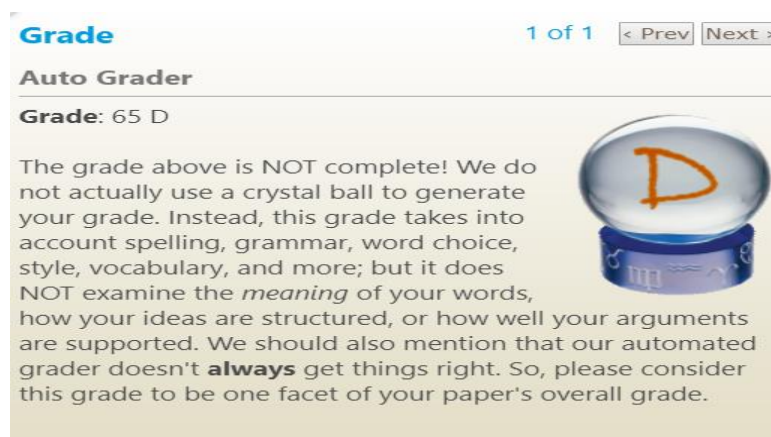 Grade 1 of 1 < Prev Next >
Auto Grader
Grade: 65 D
D
The grade above is NOT complete! We do
not actually use a crystal ball to generate
your grade. Instead, this grade takes into
account spelling, grammar, word choice,
style, vocabulary, and more; but it does
NOT examine the meaning of your words,
how your ideas are structured, or how well your arguments
are supported. We should also mention that our automated
grader doesn't always get things right. So, please consider
this grade to be one facet of your paper's overall grade.